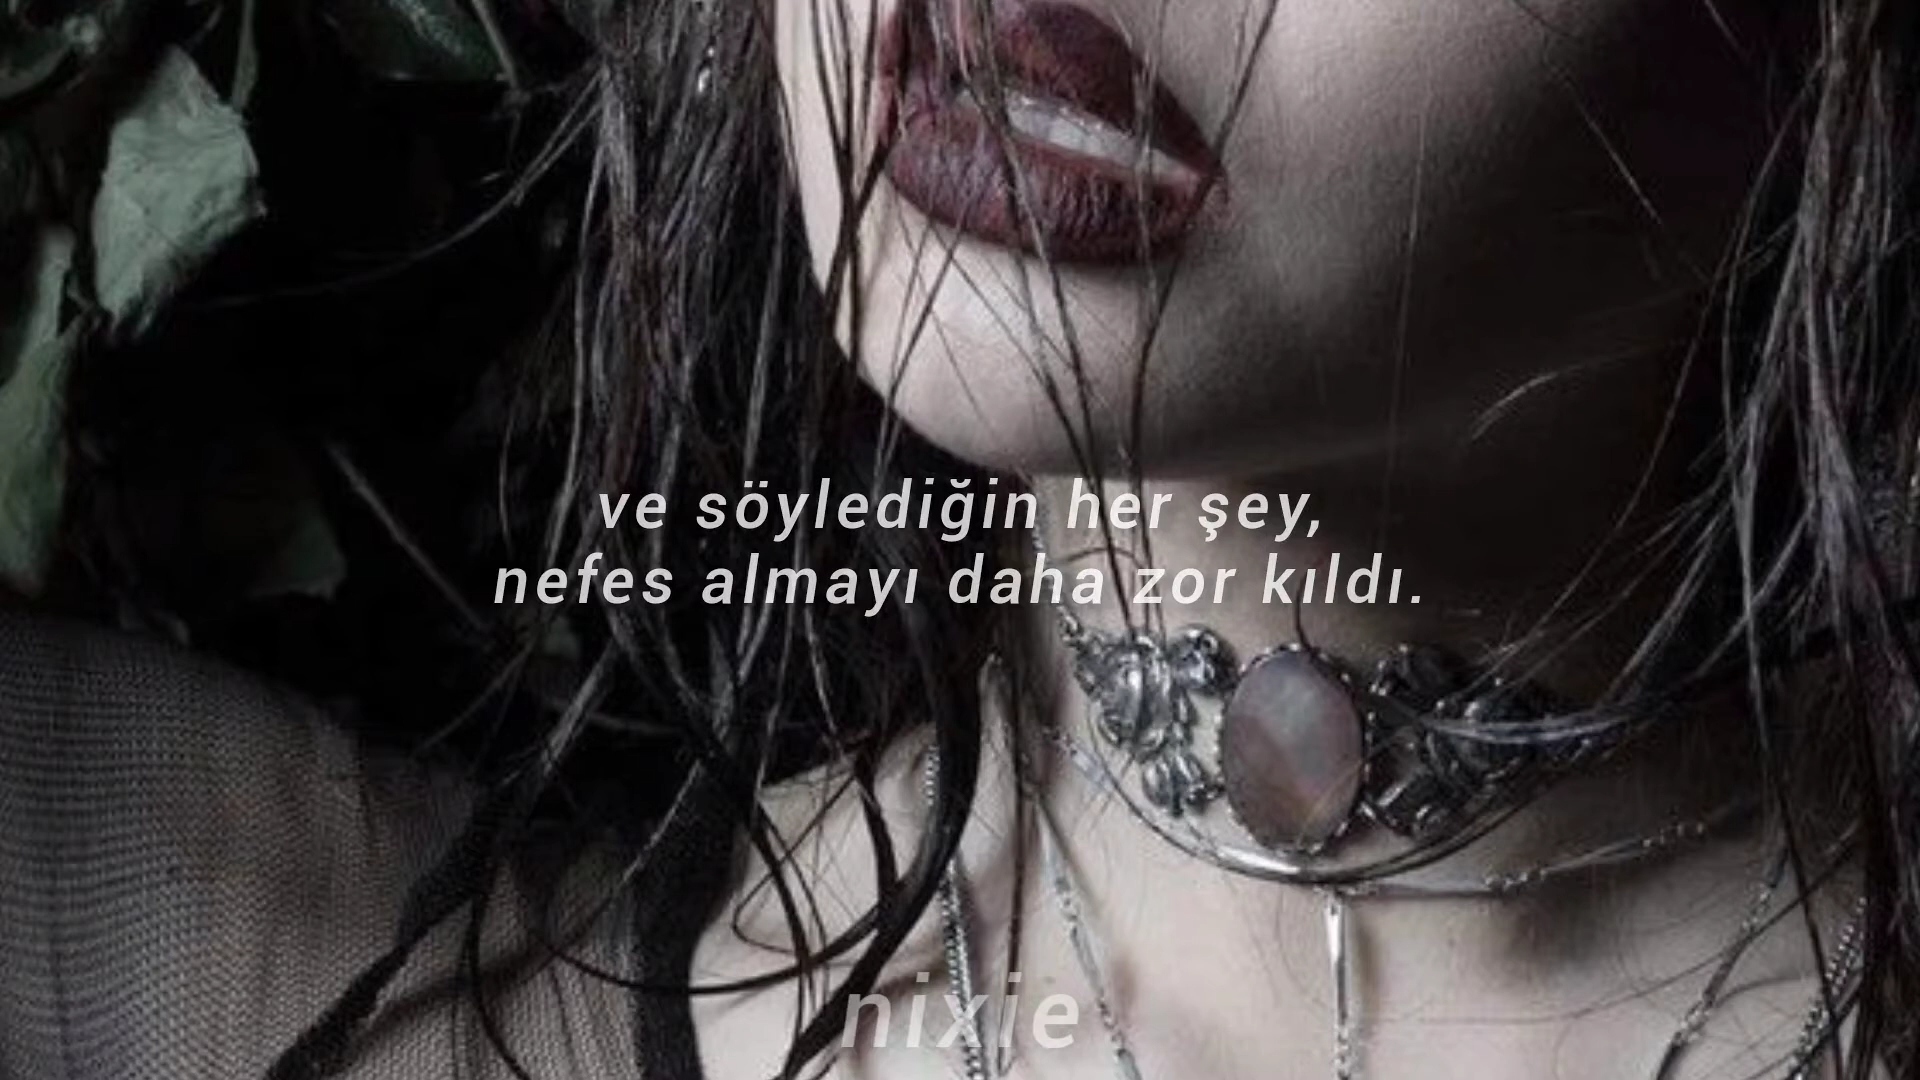 ve söylediğin her şey,
nefes almayı daha zor kıldı.
nixie